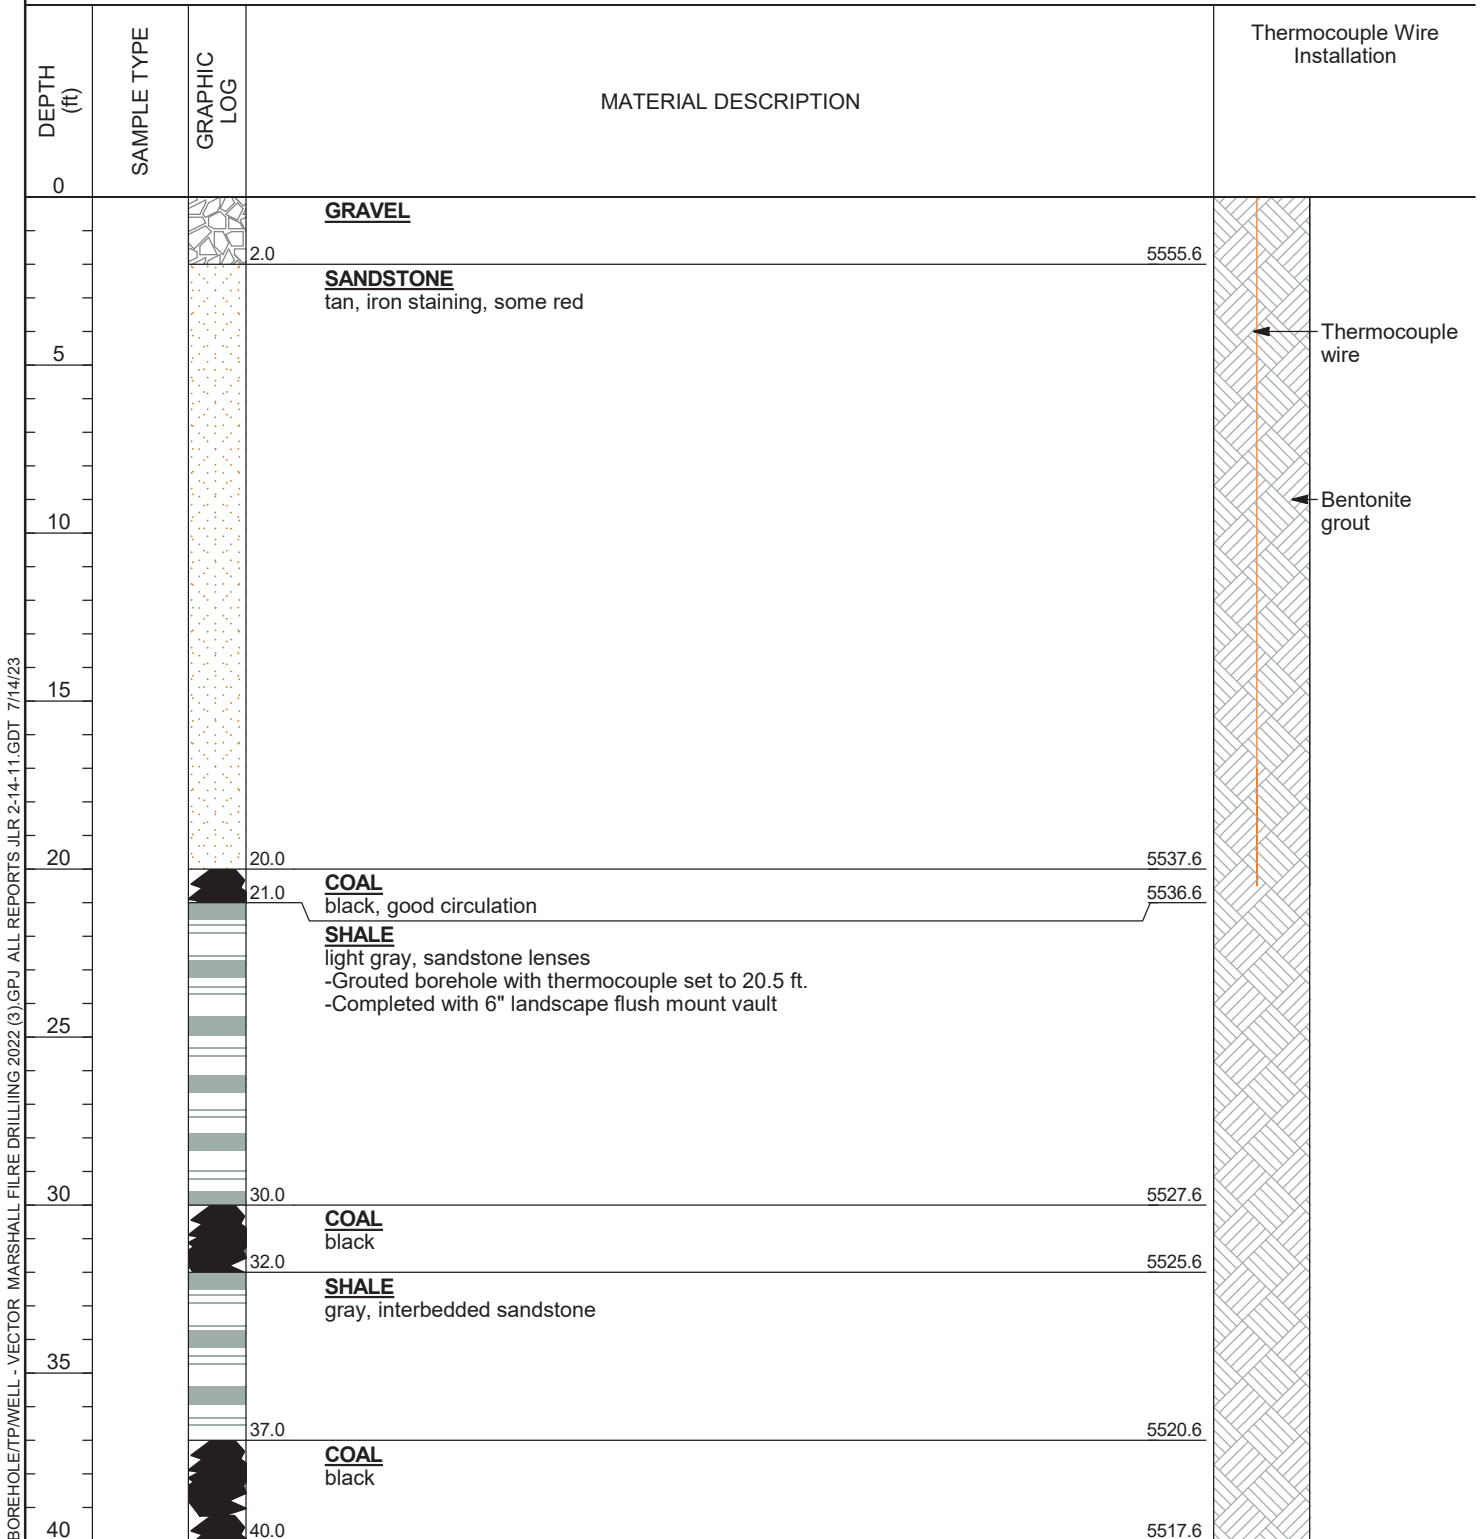 DEPTH
(ft)
SAMPLE TYPE
GRAPHIC
LOG
MATERIAL DESCRIPTION
Thermocouple Wire
Installation
0
GRAVEL
2.0 5555.6
SANDSTONE
tan, iron staining, some red
Thermocouple
wire
5
Bentonite
grout
10
15
20
20.0 5537.6
COAL
21.0 5536.6
black, good circulation
SHALE
light gray, sandstone lenses
-Grouted borehole with thermocouple set to 20.5 ft.
-Completed with 6" landscape flush mount vault
25
30
30.0 5527.6
COAL
black
32.0 5525.6
SHALE
gray, interbedded sandstone
35
37.0 5520.6
COAL
black
40
40.0 5517.6
BOREHOLE/TP/WELL - VECTOR MARSHALL FILRE DRILLIING 2022 (3).GPJ ALL REPORTS JLR 2-14-11.GDT 7/14/23